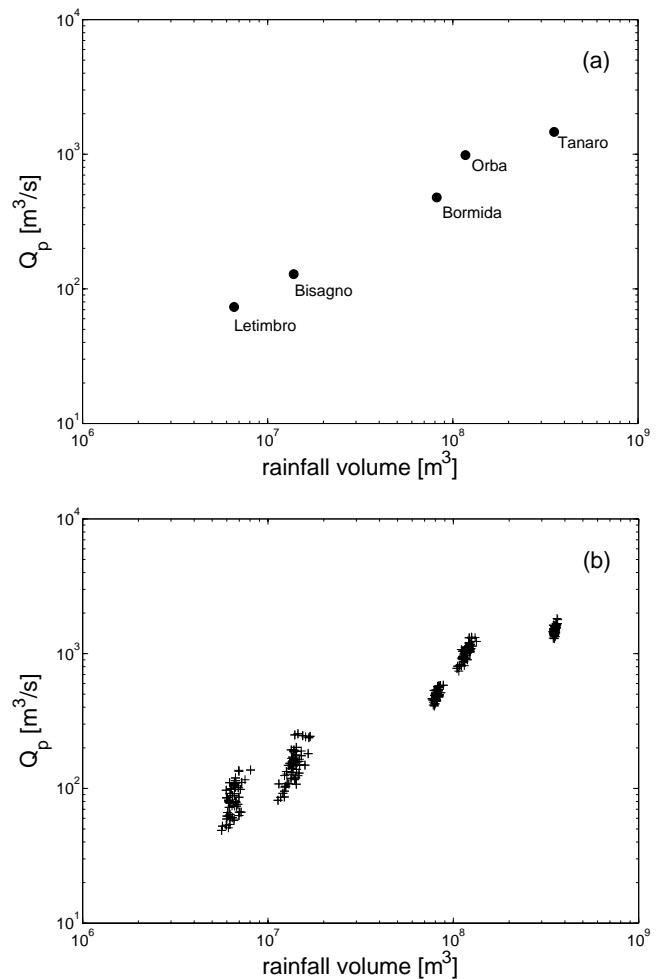 10^4
(a)
Tanaro
10^3
Orba
Bormida
Q_p [m^3/s]
10^2
Bisagno
Letimbro
10^1
10^6 10^7 10^8 10^9
rainfall volume [m^3]
10^4
(b)
10^3
Q_p [m^3/s]
10^2
10^1
10^6 10^7 10^8 10^9
rainfall volume [m^3]